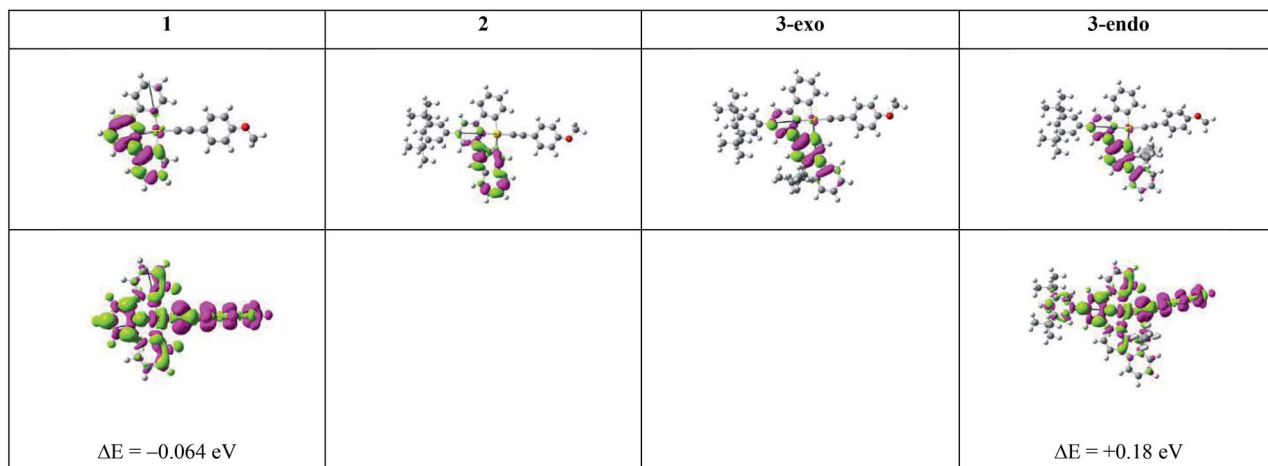 1 2 3-exo 3-endo
ΔE = –0.064 eV ΔE = +0.18 eV